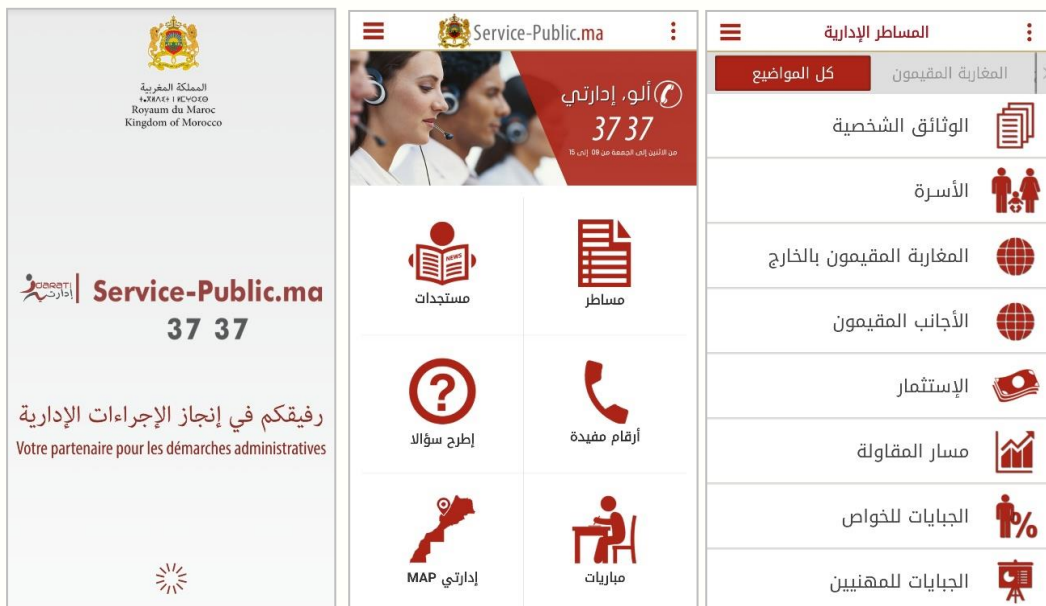 المملكة المغربية
ⵜⴰⴳⵍⴷⵉⵜ ⵏ ⵍⵎⵖⵔⵉⴱ
Royaum du Maroc
Kingdom of Morocco
IDARATI
إدارتي
Service-Public.ma
37 37
رفيقكم في إنجاز الإجراءات الإدارية
Votre partenaire pour les démarches administratives
Service-Public.ma
ألو، إدارتي
37 37
من الاثنين إلى الجمعة من 09 إلى 15
NEWS
مساطر
مستجدات
أرقام مفيدة
إطرح سؤالا
مباريات
إدارتي MAP
المساطر الإدارية
كل المواضيع
المغاربة المقيمون
الوثائق الشخصية
الأسرة
المغاربة المقيمون بالخارج
الأجانب المقيمون
الإستثمار
مسار المقاولة
الجبايات للخواص
الجبايات للمهنيين